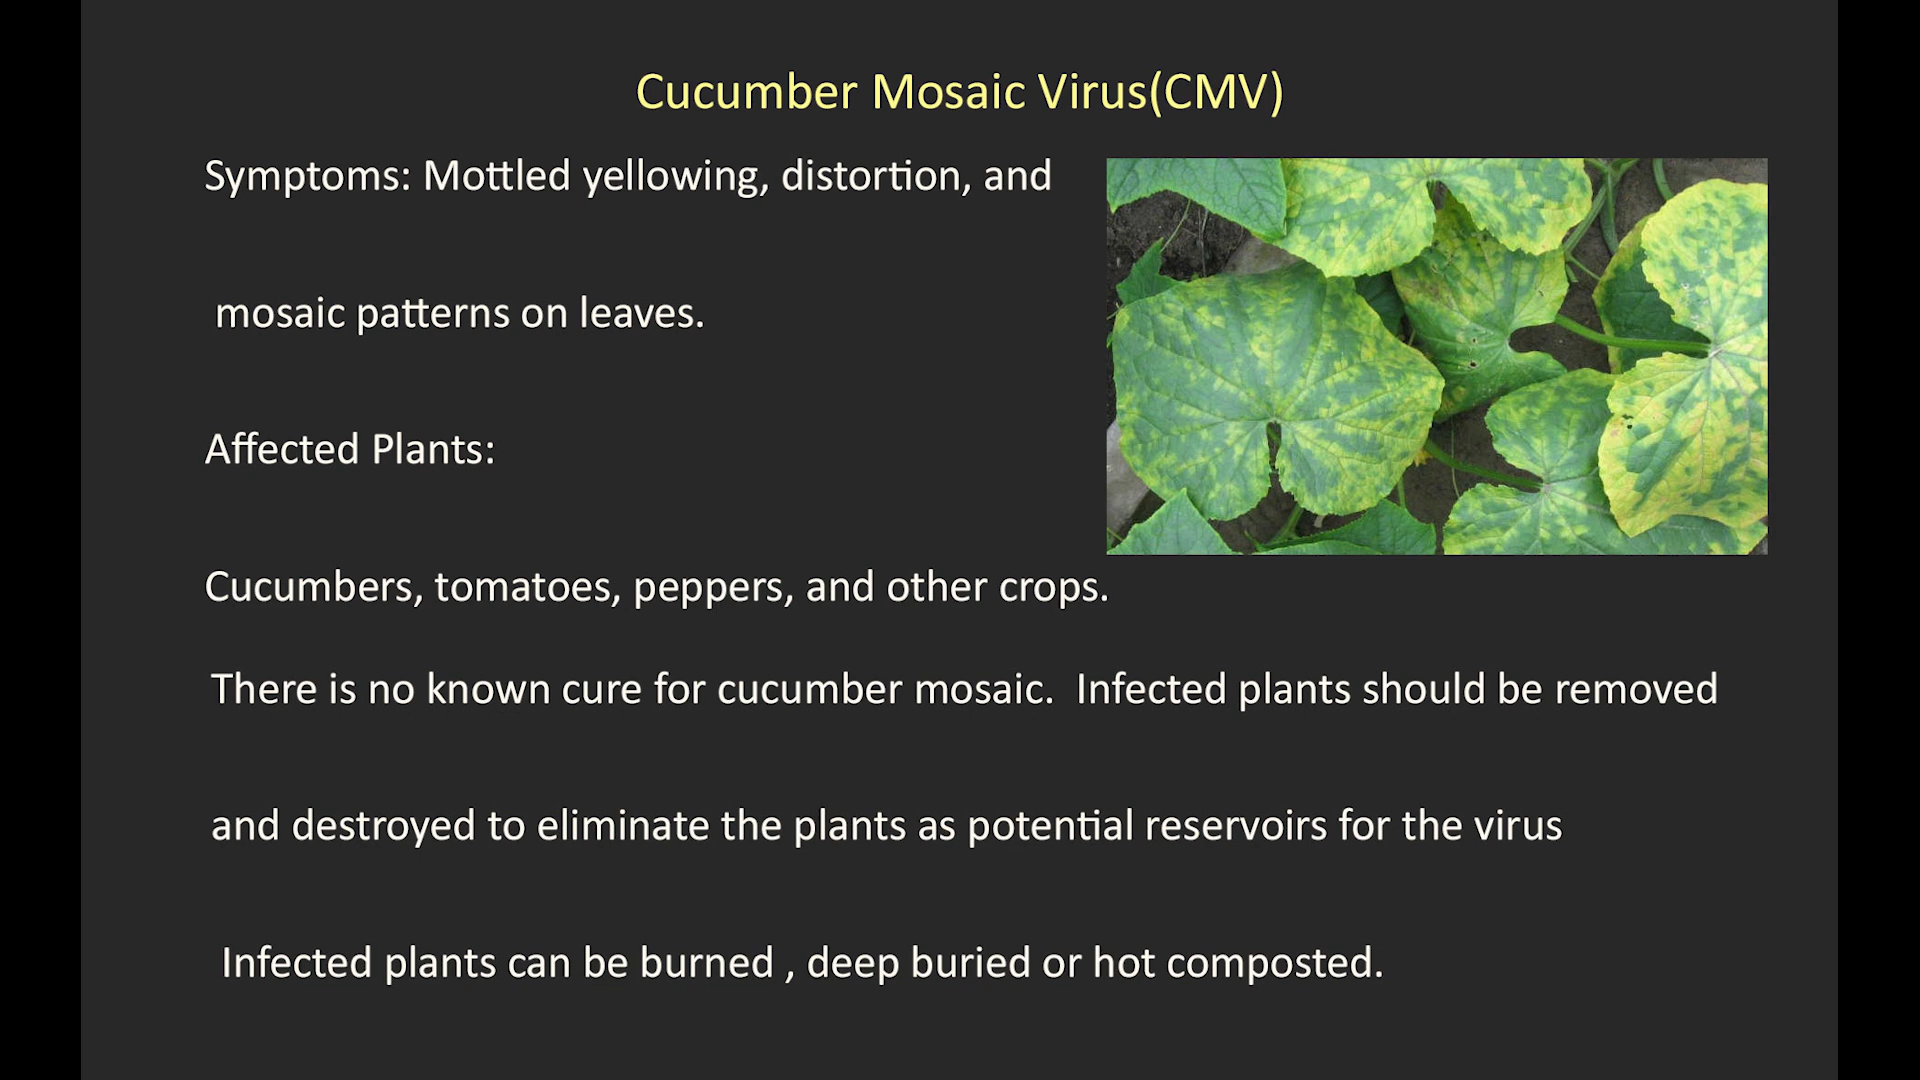 Cucumber Mosaic Virus(CMV)
Symptoms: Mottled yellowing, distortion, and
mosaic patterns on leaves.
Affected Plants:
Cucumbers, tomatoes, peppers, and other crops.
There is no known cure for cucumber mosaic.  Infected plants should be removed
and destroyed to eliminate the plants as potential reservoirs for the virus
Infected plants can be burned , deep buried or hot composted.